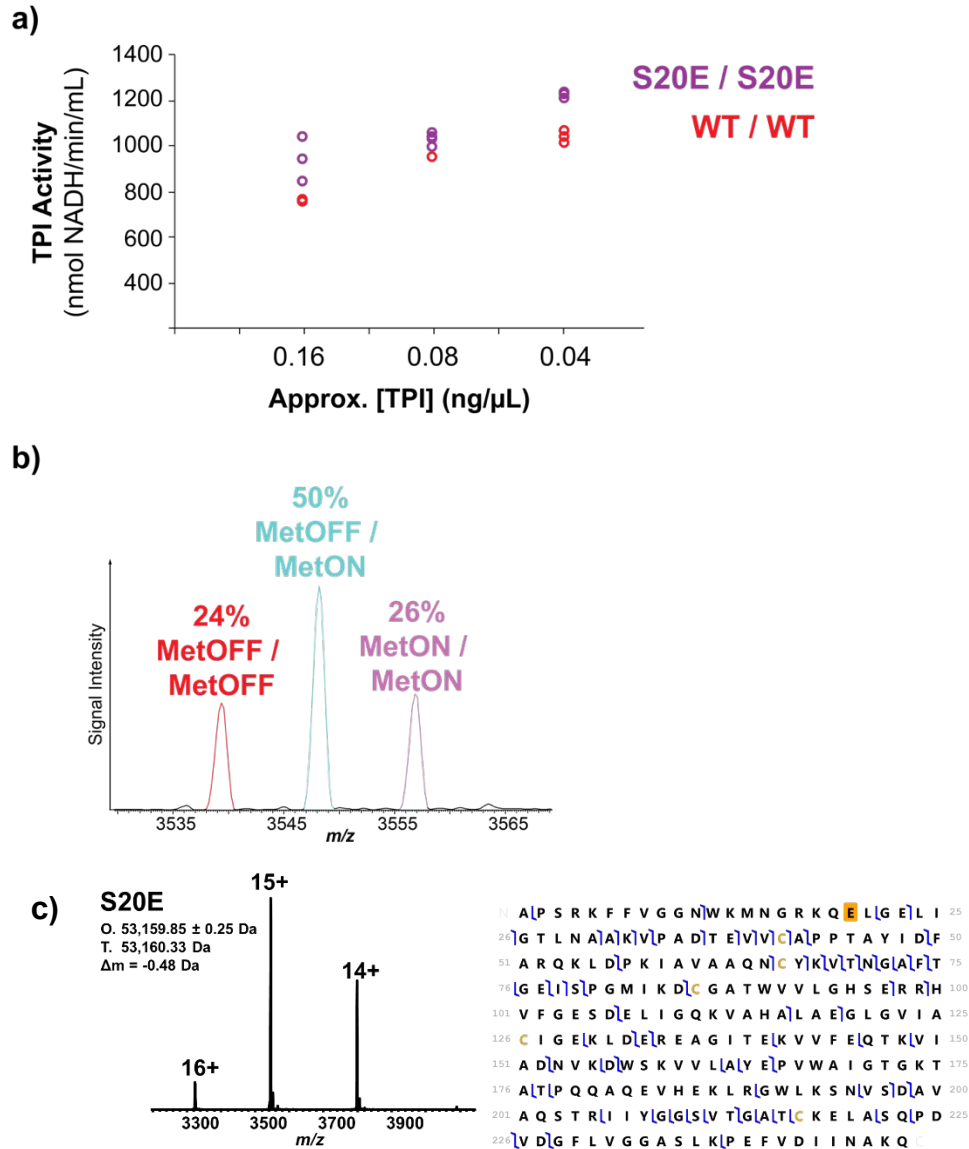 a)
1400
1200
1000
800
600
400
TPI Activity
(nmol NADH/min/mL)
S20E / S20E
WT / WT
0.16 0.08 0.04
Approx. [TPI] (ng/µL)
b)
50%
MetOFF /
MetON
24%
MetOFF /
MetOFF
26%
MetON /
MetON
Signal Intensity
3535 3545 3555 3565
m/z
c)
S20E
O. 53,159.85 ± 0.25 Da
T. 53,160.33 Da
Δm = -0.48 Da
15+
14+
16+
3300 3500 3700 3900
m/z
N A P S R K F F V G G N W K M N G R K Q E L G E L I 25
26 G T L N A A K V P A D T E V V C A P P T A Y I D F 50
51 A R Q K L D P K I A V A A Q N C Y K V T N G A F T 75
76 G E I S P G M I K D C G A T W V V L G H S E R R H 100
101 V F G E S D E L I G Q K V A H A L A E G L G V I A 125
126 C I G E K L D E R E A G I T E K V V F E Q T K V I 150
151 A D N V K D W S K V V L A Y E P V W A I G T G K T 175
176 A T P Q Q A Q E V H E K L R G W L K S N V S D A V 200
201 A Q S T R I I Y G G S V T G A T C K E L A S Q P D 225
226 V D G F L V G G A S L K P E F V D I I N A K Q C